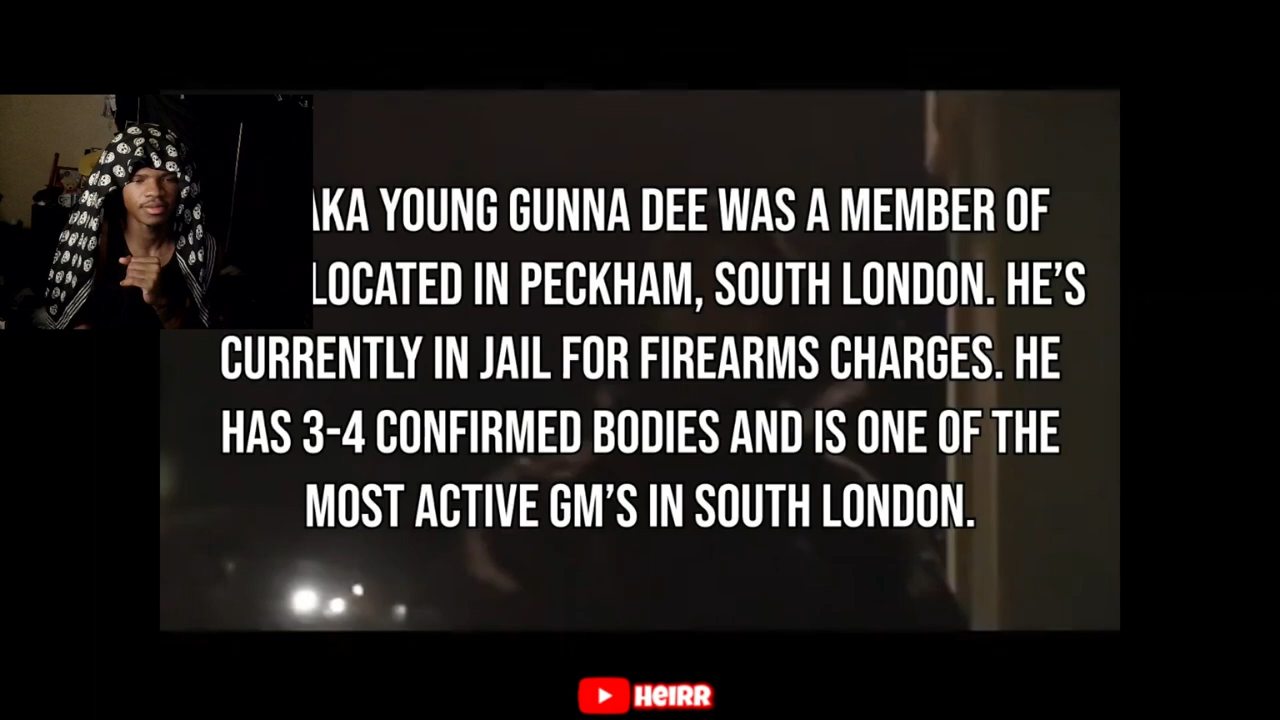 AKA YOUNG GUNNA DEE WAS A MEMBER OF
LOCATED IN PECKHAM, SOUTH LONDON. HE'S
CURRENTLY IN JAIL FOR FIREARMS CHARGES. HE
HAS 3-4 CONFIRMED BODIES AND IS ONE OF THE
MOST ACTIVE GM'S IN SOUTH LONDON.
HEIRR